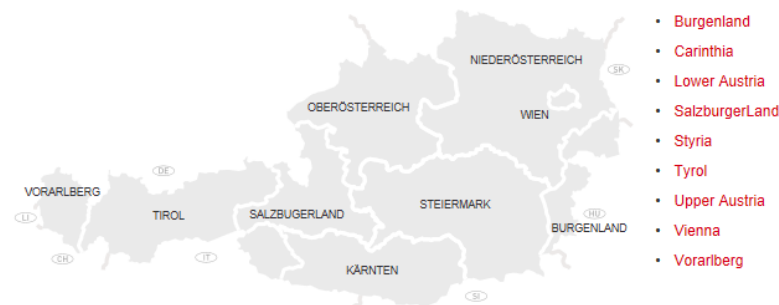 NIEDERÖSTERREICH
SK
OBERÖSTERREICH
WIEN
DE
VORARLBERG
LI
TIROL
SALZBUGERLAND
STEIERMARK
HU
BURGENLAND
CH
IT
KÄRNTEN
SI
• Burgenland
• Carinthia
• Lower Austria
• SalzburgerLand
• Styria
• Tyrol
• Upper Austria
• Vienna
• Vorarlberg